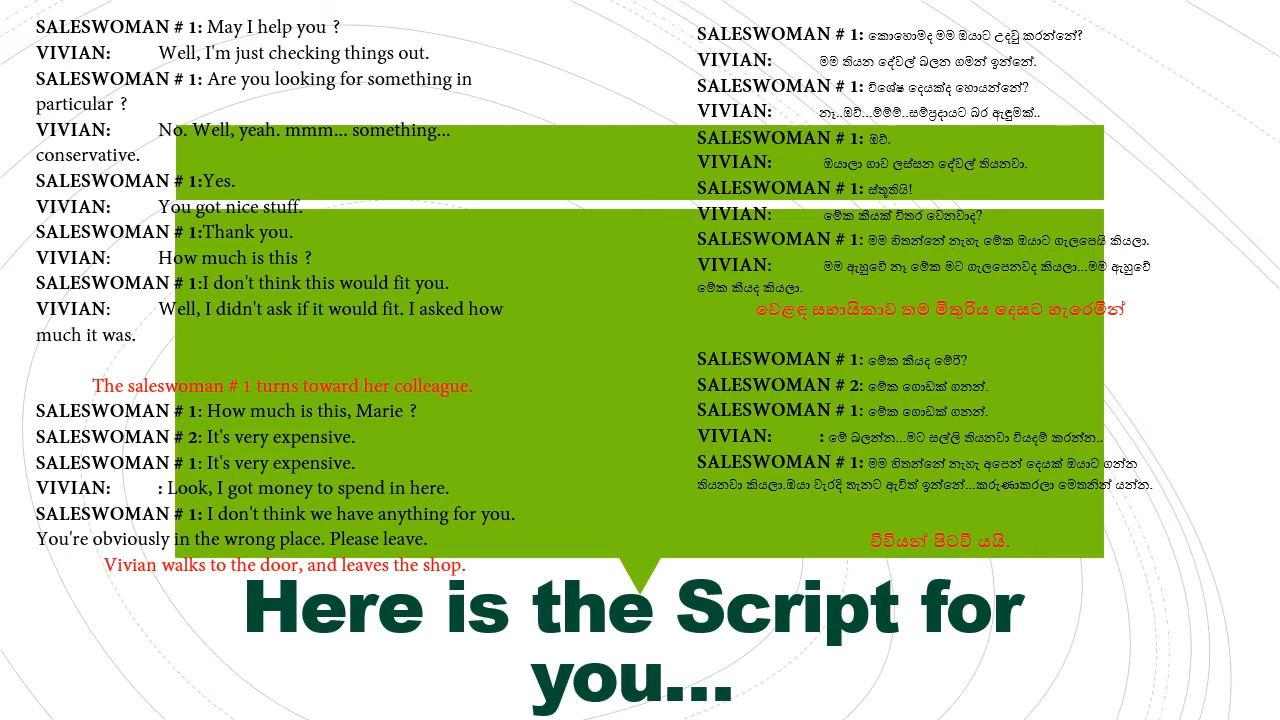 SALESWOMAN # 1: May I help you ?
VIVIAN: Well, I'm just checking things out.
SALESWOMAN # 1: Are you looking for something in
particular ?
VIVIAN: No. Well, yeah. mmm... something...
conservative.
SALESWOMAN # 1:Yes.
VIVIAN: You got nice stuff.
SALESWOMAN # 1:Thank you.
VIVIAN: How much is this ?
SALESWOMAN # 1:I don't think this would fit you.
VIVIAN: Well, I didn't ask if it would fit. I asked how
much it was.
The saleswoman # 1 turns toward her colleague.
SALESWOMAN # 1: How much is this, Marie ?
SALESWOMAN # 2: It's very expensive.
SALESWOMAN # 1: It's very expensive.
VIVIAN: : Look, I got money to spend in here.
SALESWOMAN # 1: I don't think we have anything for you.
You're obviously in the wrong place. Please leave.
Vivian walks to the door, and leaves the shop.
SALESWOMAN # 1: කොහොමද මම ඔයාට උදවු කරන්නේ?
VIVIAN: මම තියන දේවල් බලන ගමන් ඉන්නේ.
SALESWOMAN # 1: විශේෂ දෙයක්ද හොයන්නේ?
VIVIAN: නෑ..ඔව්...ම්ම්ම්..සම්ප්‍රදායට බර ඇඳුමක්..
SALESWOMAN # 1: ඔව්.
VIVIAN: ඔයාලා ගාව ලස්සන දේවල් තියනවා.
SALESWOMAN # 1: ස්තූතියි!
VIVIAN: මේක කීයක් විතර වෙනවාද?
SALESWOMAN # 1: මම හිතන්නේ නැහැ මේක ඔයාට ගැලපෙයි කියලා.
VIVIAN: මම ඇහුවේ නෑ මේක මට ගැලපෙනවද කියලා...මම ඇහුවේ
මේක කීයද කියලා.
වෙළඳ සහායිකාව තම මිතුරිය දෙසට හැරෙමින්
SALESWOMAN # 1: මේක කීයද මේරි?
SALESWOMAN # 2: මේක ගොඩක් ගනන්.
SALESWOMAN # 1: මේක ගොඩක් ගනන්.
VIVIAN: : මේ බලන්න...මට සල්ලි තියනවා වියදම් කරන්න..
SALESWOMAN # 1: මම හිතන්නේ නැහැ අපෙන් දෙයක් ඔයාට ගන්න
තියනවා කියලා.ඔයා වැරදි තැනට ඇවිත් ඉන්නේ...කරුණාකරලා මෙතනින් යන්න.
විවියන් පිටවී යයි.
Here is the Script for
you...